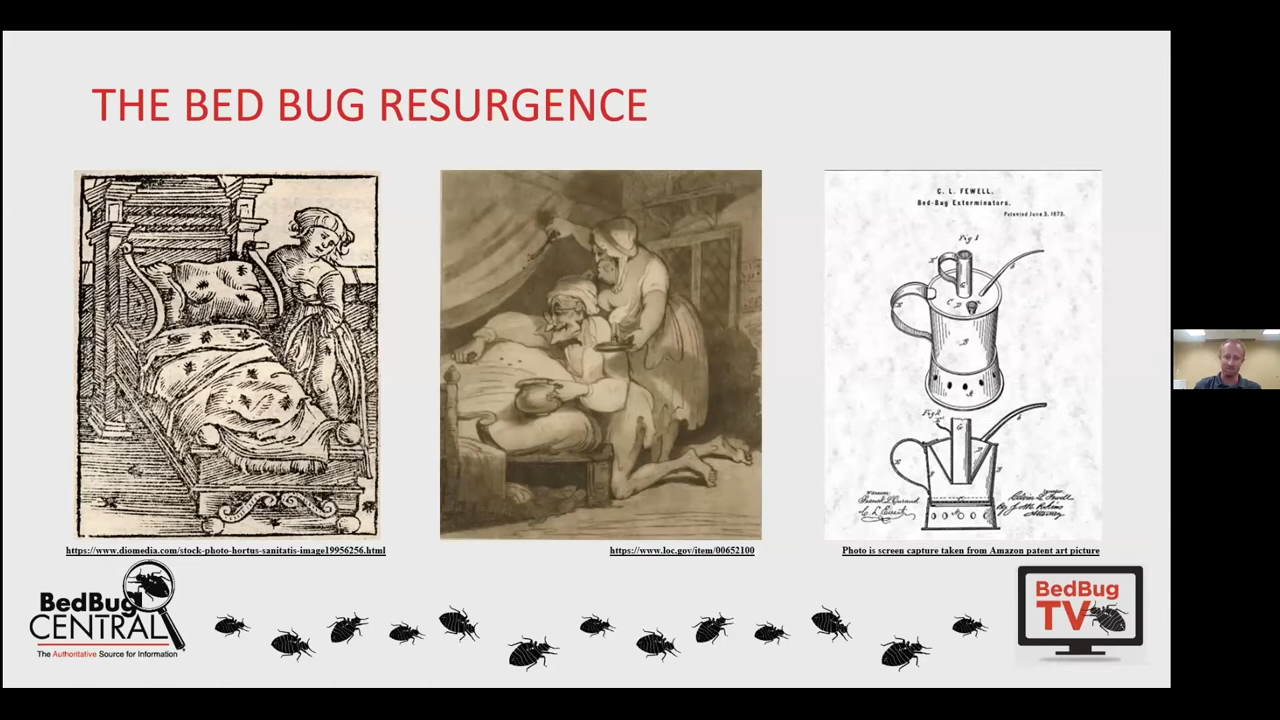 THE BED BUG RESURGENCE
C. L. FEWELL.
Bed-Bug Exterminators.
Patented June 3, 1873.
Fig 1
Fig 2
Witnesses:
https://www.diomedia.com/stock-photo-hortus-sanitatis-image19956256.html
https://www.loc.gov/item/00652100
Photo is screen capture taken from Amazon patent art picture
BedBug
CENTRAL
The Authoritative Source for Information
BedBug
TV